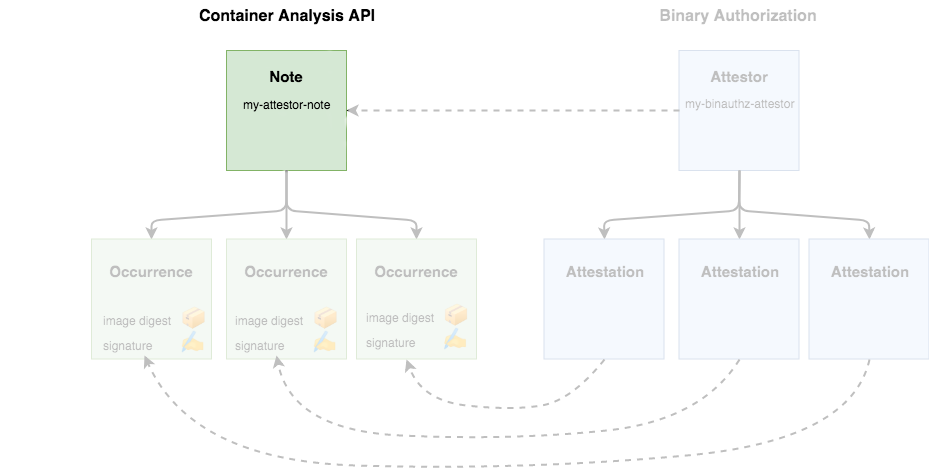 Container Analysis API
Binary Authorization
Note
my-attestor-note
Attestor
my-binauthz-attestor
Occurrence
image digest
signature
Occurrence
image digest
signature
Occurrence
image digest
signature
Attestation
Attestation
Attestation